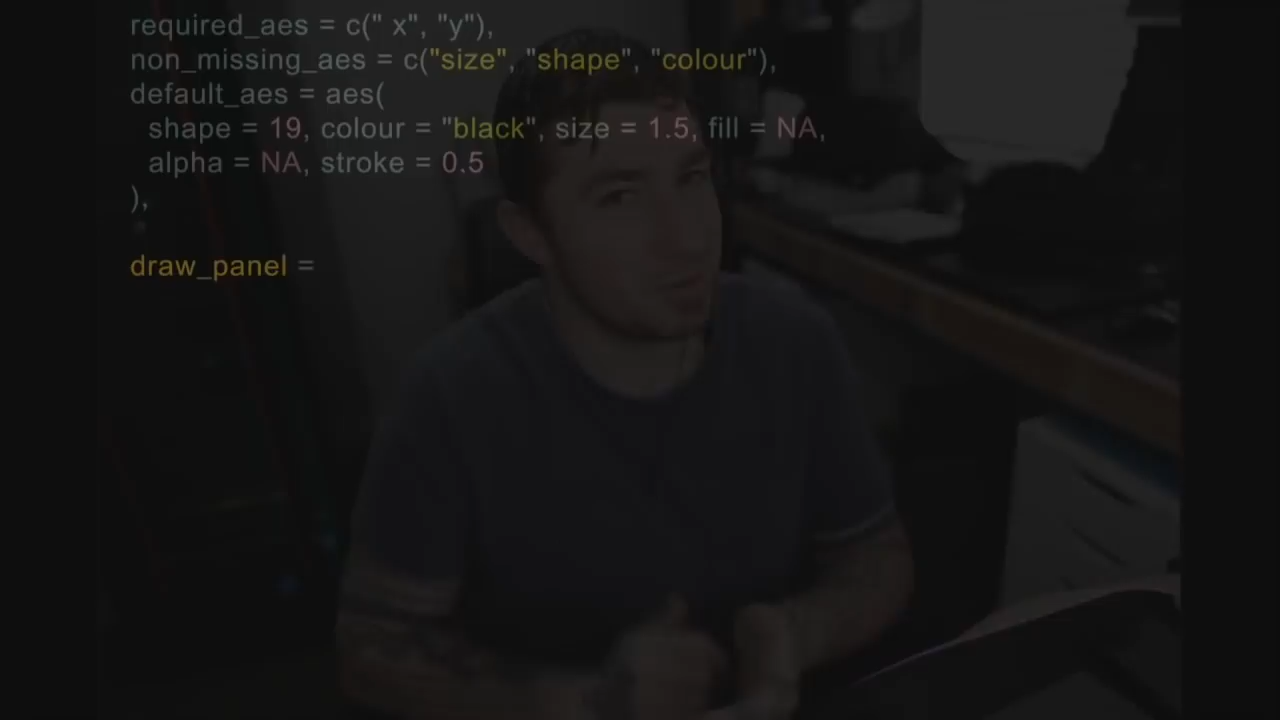 required_aes = c(" x", "y"),
non_missing_aes = c("size", "shape", "colour"),
default_aes = aes(
shape = 19, colour = "black", size = 1.5, fill = NA,
alpha = NA, stroke = 0.5
),
draw_panel =